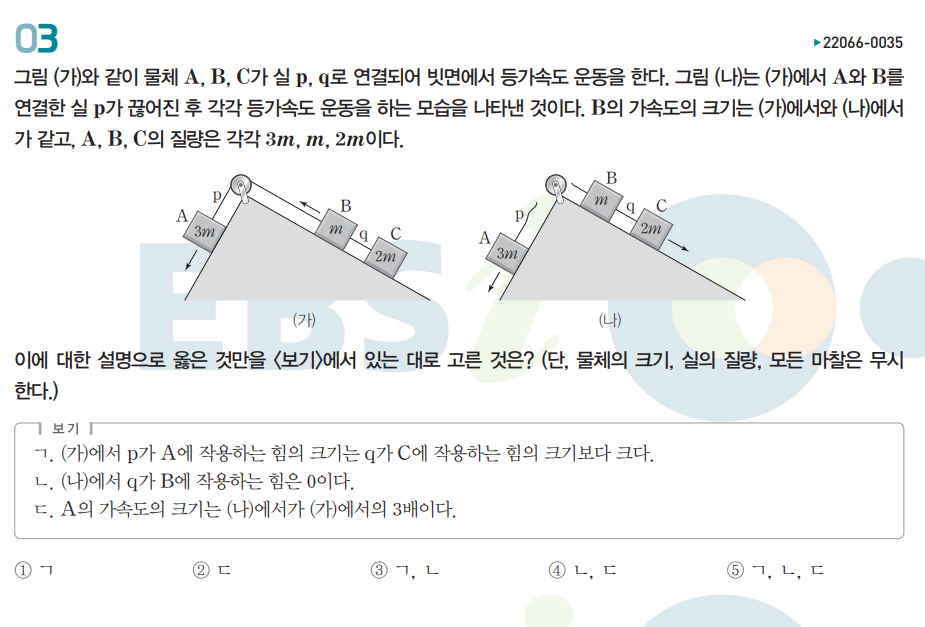 03
▶22066-0035
그림 (가)와 같이 물체 A, B, C가 실 p, q로 연결되어 빗면에서 등가속도 운동을 한다. 그림 (나)는 (가)에서 A와 B를
연결한 실 p가 끊어진 후 각각 등가속도 운동을 하는 모습을 나타낸 것이다. B의 가속도의 크기는 (가)에서와 (나)에서
가 같고, A, B, C의 질량은 각각 3m, m, 2m이다.
p
A
3m
B
m
q
C
2m
(가)
p
A
3m
B
m
q
C
2m
(나)
EBSi
이에 대한 설명으로 옳은 것만을 <보기>에서 있는 대로 고른 것은? (단, 물체의 크기, 실의 질량, 모든 마찰은 무시
한다.)
보기
ㄱ. (가)에서 p가 A에 작용하는 힘의 크기는 q가 C에 작용하는 힘의 크기보다 크다.
ㄴ. (나)에서 q가 B에 작용하는 힘은 0이다.
ㄷ. A의 가속도의 크기는 (나)에서가 (가)에서의 3배이다.
① ㄱ ② ㄷ ③ ㄱ, ㄴ ④ ㄴ, ㄷ ⑤ ㄱ, ㄴ, ㄷ